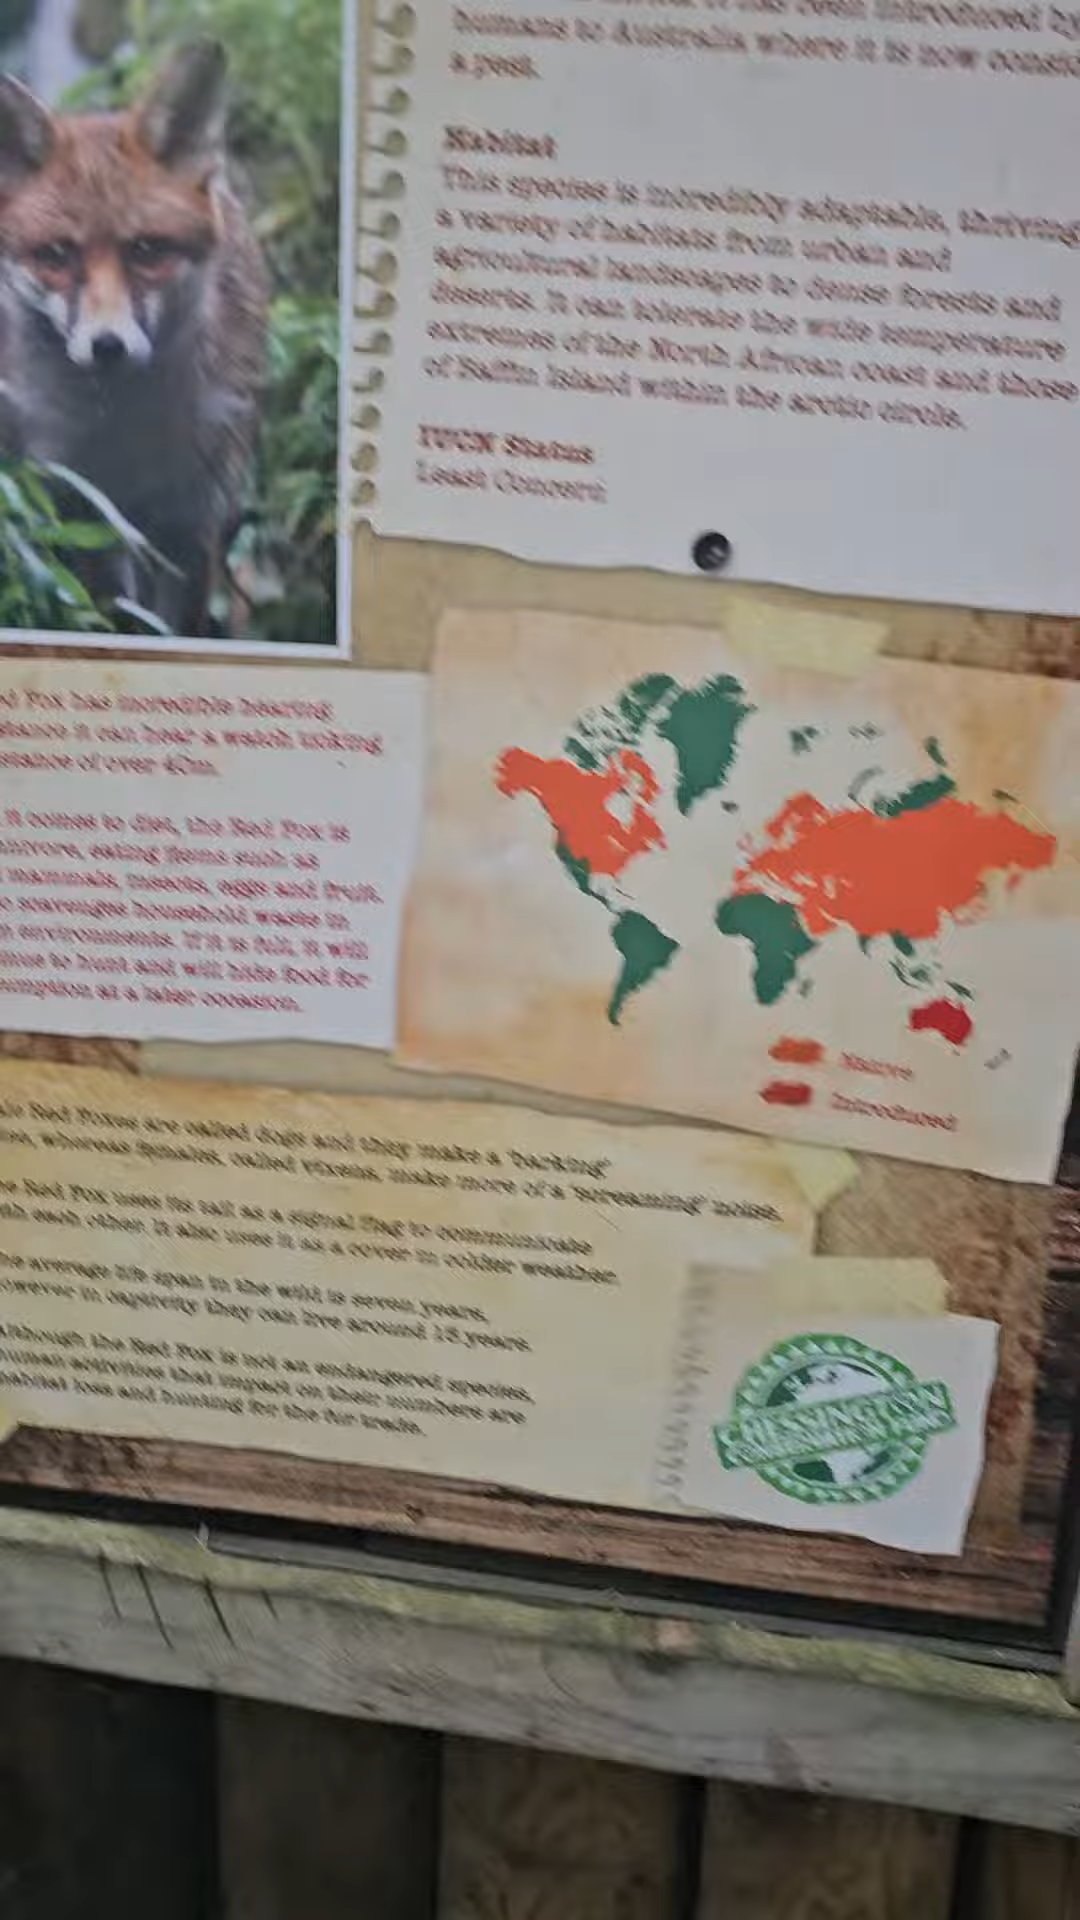 been introduced by
humans to Australia where it is now
a pest.
Habitat
This species is incredibly adaptable, thriving
a variety of habitats from urban and
agricultural landscapes to dense forests and
deserts. It can tolerate the wide temperature
extremes of the North African coast and those
of Baffin Island within the arctic circle.
IUCN Status
Least Concern
Fox has incredible hearing
it can hear a watch ticking
of over 40m.
it comes to diet, the Red Fox is
eating items such as
mammals, insects, eggs and fruit.
scavenges household waste in
environments. If it is full, it will
to hunt and will hide food for
at a later occasion.
Native
Introduced
Red Foxes are called dogs and they make a 'barking'
whereas females, called vixens, make more of a 'screaming' noise.
Red Fox uses its tail as a signal flag to communicate
each other. It also uses it as a cover in colder weather.
average life span in the wild is seven years,
however in captivity they can live around 15 years.
Although the Red Fox is not an endangered species,
human activities that impact on their numbers are
habitat loss and hunting for the fur trade.
CHESSINGTON